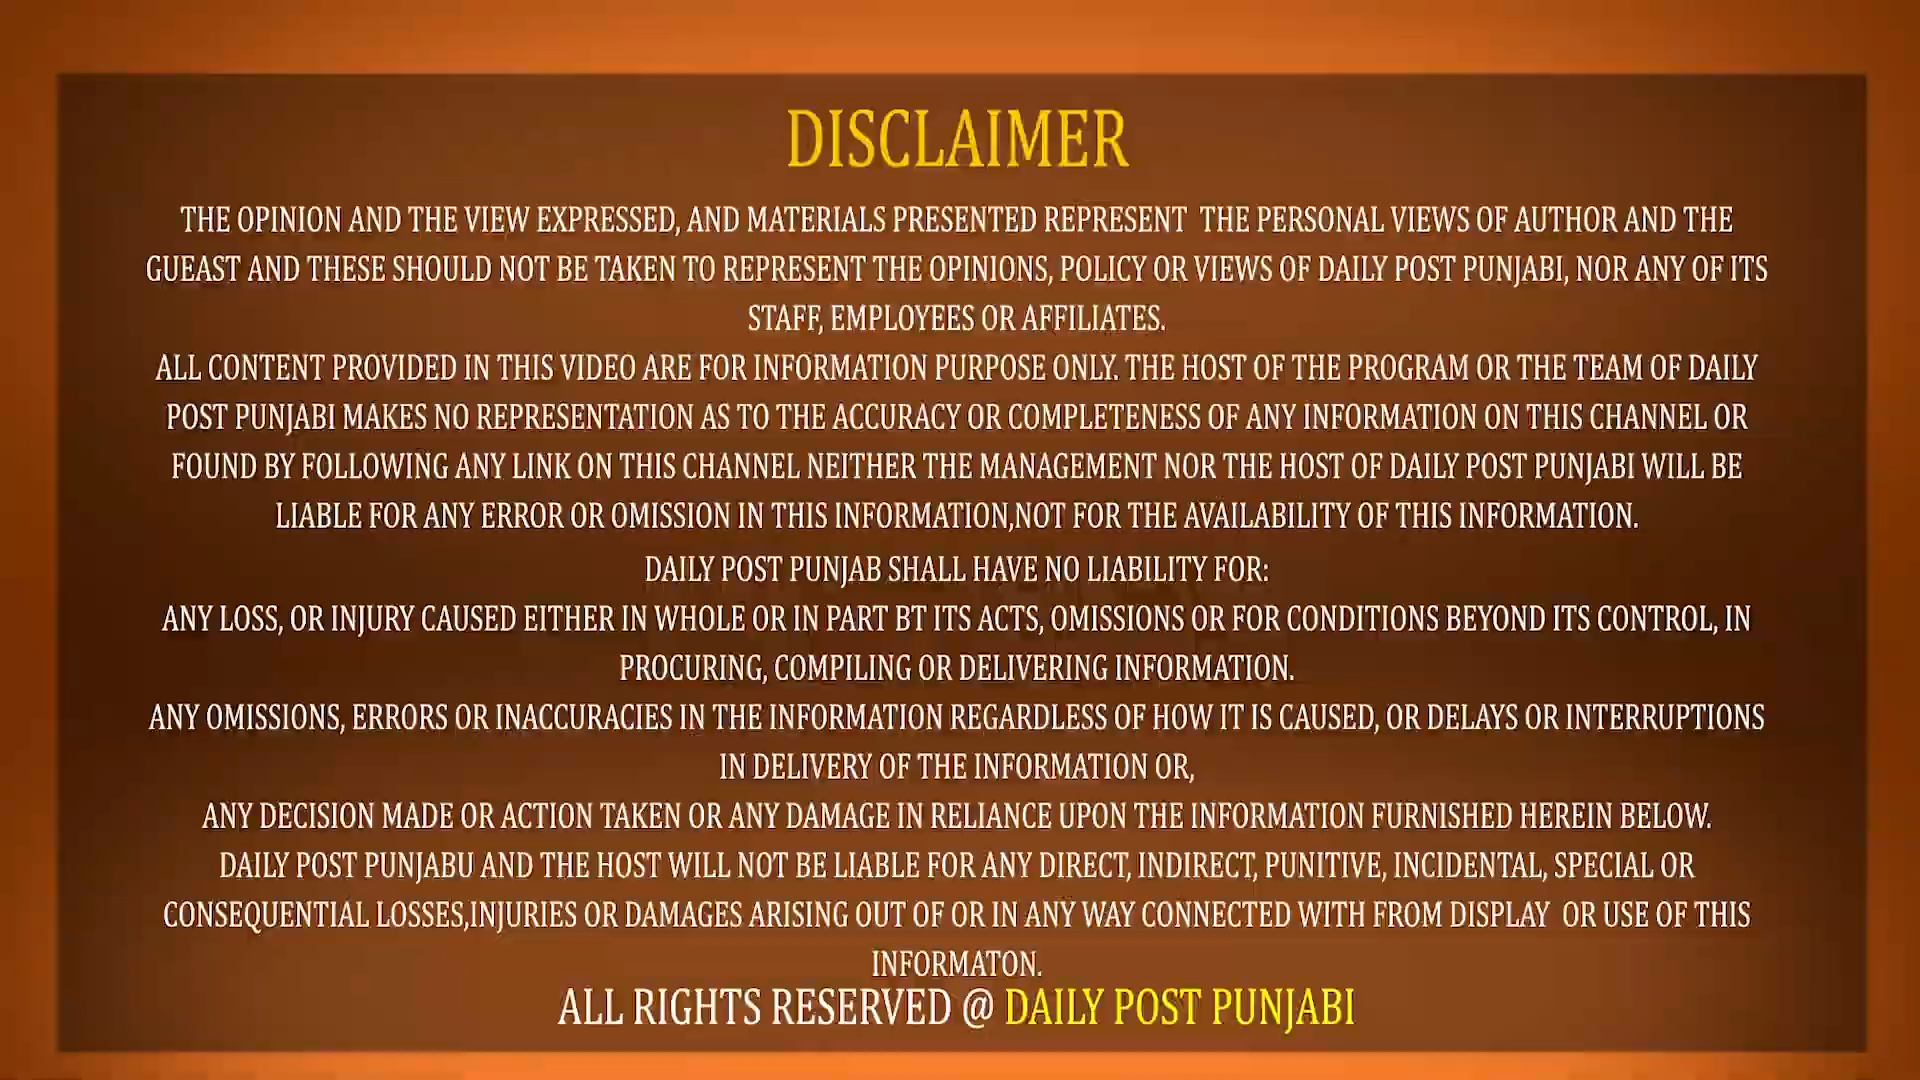 DISCLAIMER
THE OPINION AND THE VIEW EXPRESSED, AND MATERIALS PRESENTED REPRESENT THE PERSONAL VIEWS OF AUTHOR AND THE
GUEAST AND THESE SHOULD NOT BE TAKEN TO REPRESENT THE OPINIONS, POLICY OR VIEWS OF DAILY POST PUNJABI, NOR ANY OF ITS
STAFF, EMPLOYEES OR AFFILIATES.
ALL CONTENT PROVIDED IN THIS VIDEO ARE FOR INFORMATION PURPOSE ONLY. THE HOST OF THE PROGRAM OR THE TEAM OF DAILY
POST PUNJABI MAKES NO REPRESENTATION AS TO THE ACCURACY OR COMPLETENESS OF ANY INFORMATION ON THIS CHANNEL OR
FOUND BY FOLLOWING ANY LINK ON THIS CHANNEL NEITHER THE MANAGEMENT NOR THE HOST OF DAILY POST PUNJABI WILL BE
LIABLE FOR ANY ERROR OR OMISSION IN THIS INFORMATION,NOT FOR THE AVAILABILITY OF THIS INFORMATION.
DAILY POST PUNJAB SHALL HAVE NO LIABILITY FOR:
ANY LOSS, OR INJURY CAUSED EITHER IN WHOLE OR IN PART BT ITS ACTS, OMISSIONS OR FOR CONDITIONS BEYOND ITS CONTROL, IN
PROCURING, COMPILING OR DELIVERING INFORMATION.
ANY OMISSIONS, ERRORS OR INACCURACIES IN THE INFORMATION REGARDLESS OF HOW IT IS CAUSED, OR DELAYS OR INTERRUPTIONS
IN DELIVERY OF THE INFORMATION OR,
ANY DECISION MADE OR ACTION TAKEN OR ANY DAMAGE IN RELIANCE UPON THE INFORMATION FURNISHED HEREIN BELOW.
DAILY POST PUNJABU AND THE HOST WILL NOT BE LIABLE FOR ANY DIRECT, INDIRECT, PUNITIVE, INCIDENTAL, SPECIAL OR
CONSEQUENTIAL LOSSES,INJURIES OR DAMAGES ARISING OUT OF OR IN ANY WAY CONNECTED WITH FROM DISPLAY OR USE OF THIS
INFORMATON.
ALL RIGHTS RESERVED @ DAILY POST PUNJABI